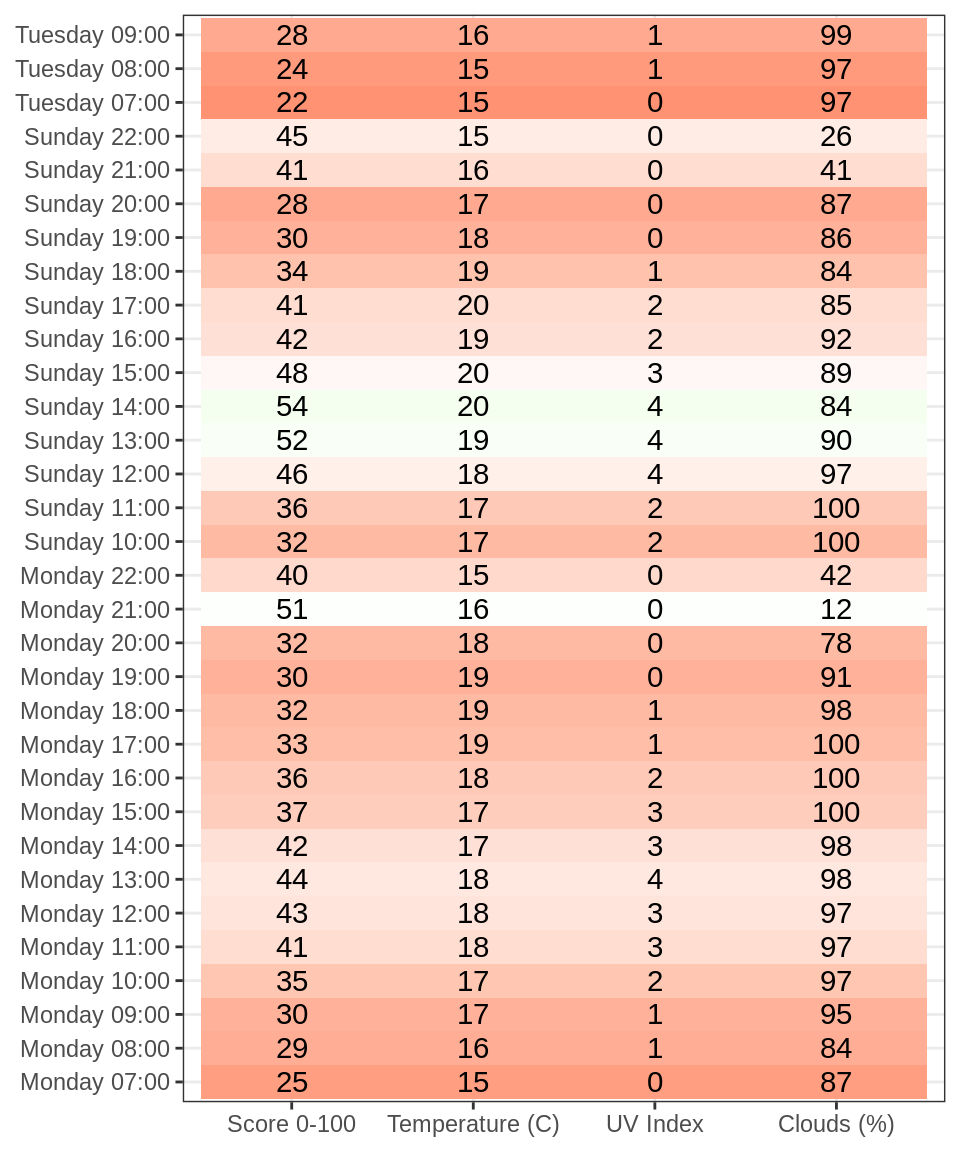 Tuesday 09:00 28 16 1 99
Tuesday 08:00 24 15 1 97
Tuesday 07:00 22 15 0 97
Sunday 22:00 45 15 0 26
Sunday 21:00 41 16 0 41
Sunday 20:00 28 17 0 87
Sunday 19:00 30 18 0 86
Sunday 18:00 34 19 1 84
Sunday 17:00 41 20 2 85
Sunday 16:00 42 19 2 92
Sunday 15:00 48 20 3 89
Sunday 14:00 54 20 4 84
Sunday 13:00 52 19 4 90
Sunday 12:00 46 18 4 97
Sunday 11:00 36 17 2 100
Sunday 10:00 32 17 2 100
Monday 22:00 40 15 0 42
Monday 21:00 51 16 0 12
Monday 20:00 32 18 0 78
Monday 19:00 30 19 0 91
Monday 18:00 32 19 1 98
Monday 17:00 33 19 1 100
Monday 16:00 36 18 2 100
Monday 15:00 37 17 3 100
Monday 14:00 42 17 3 98
Monday 13:00 44 18 4 98
Monday 12:00 43 18 3 97
Monday 11:00 41 18 3 97
Monday 10:00 35 17 2 97
Monday 09:00 30 17 1 95
Monday 08:00 29 16 1 84
Monday 07:00 25 15 0 87
Score 0-100 Temperature (C) UV Index Clouds (%)